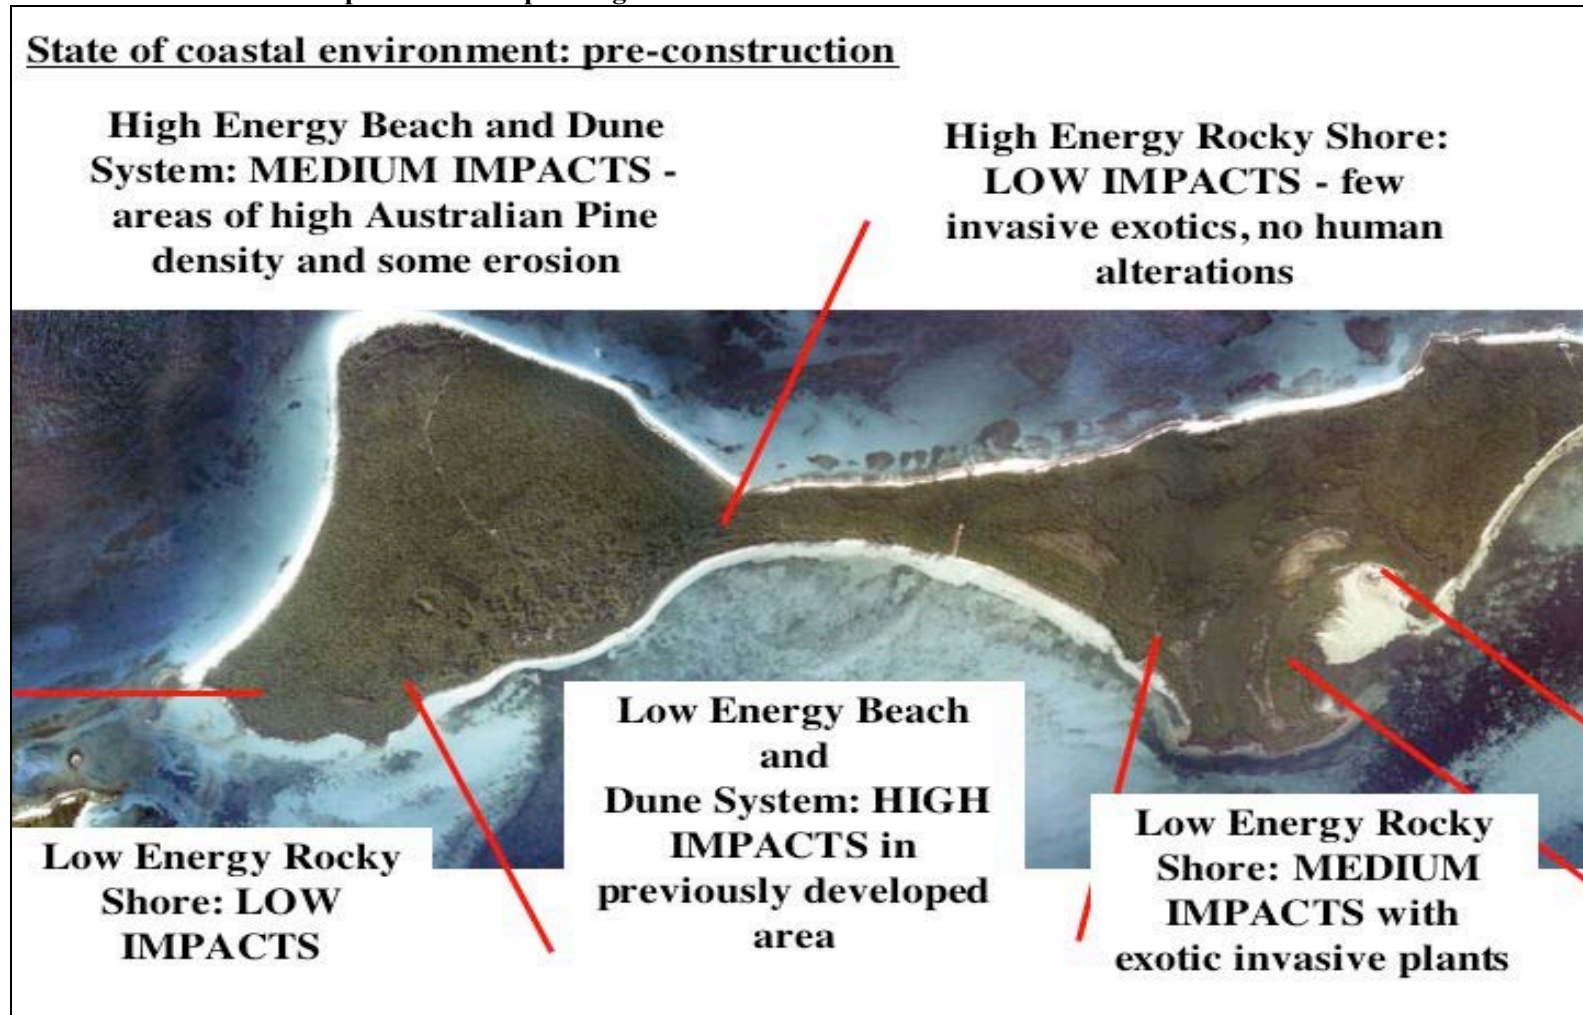 State of coastal environment: pre-construction
High Energy Beach and Dune
System: MEDIUM IMPACTS -
areas of high Australian Pine
density and some erosion
High Energy Rocky Shore:
LOW IMPACTS - few
invasive exotics, no human
alterations
Low Energy Rocky
Shore: LOW
IMPACTS
Low Energy Beach
and
Dune System: HIGH
IMPACTS in
previously developed
area
Low Energy Rocky
Shore: MEDIUM
IMPACTS with
exotic invasive plants